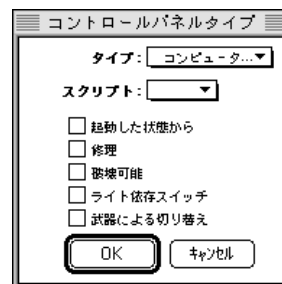 コントロールパネルタイプ
タイプ: コンピュータ...▼
スクリプト: ▼
起動した状態から
修理
破壊可能
ライト依存スイッチ
武器による切り替え
OK キャンセル